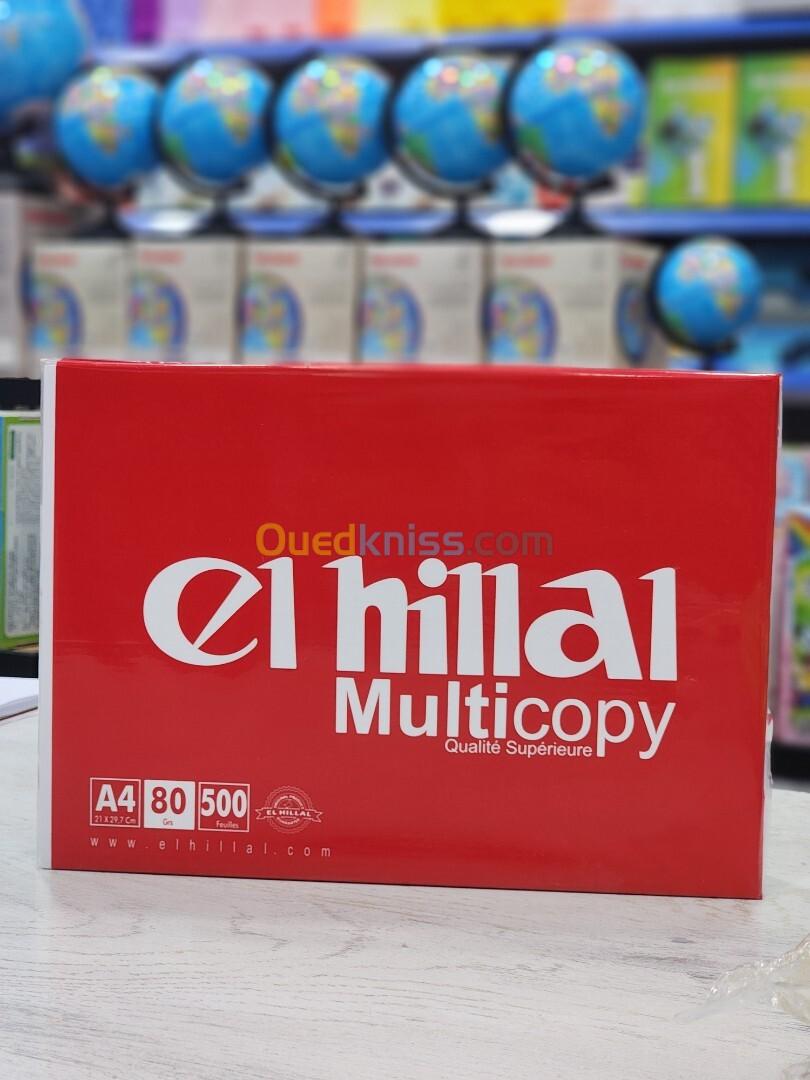 Ouedkniss.com
el hillal
Multicopy
Qualité Supérieure
A4
21 X 29.7 Cm
80
Grs
500
Feuilles
EL HILLAL
www.elhillal.com